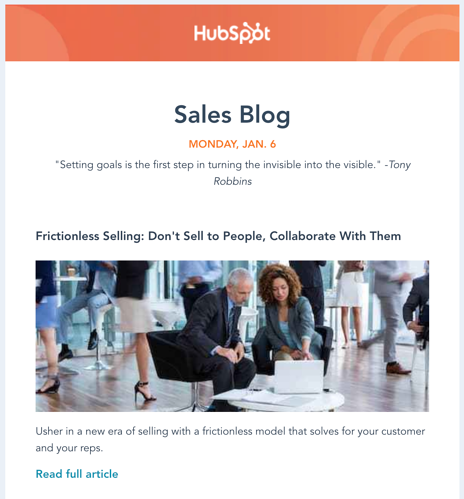 HubSpot
Sales Blog
MONDAY, JAN. 6
"Setting goals is the first step in turning the invisible into the visible." -Tony
Robbins
Frictionless Selling: Don't Sell to People, Collaborate With Them
Usher in a new era of selling with a frictionless model that solves for your customer
and your reps.
Read full article